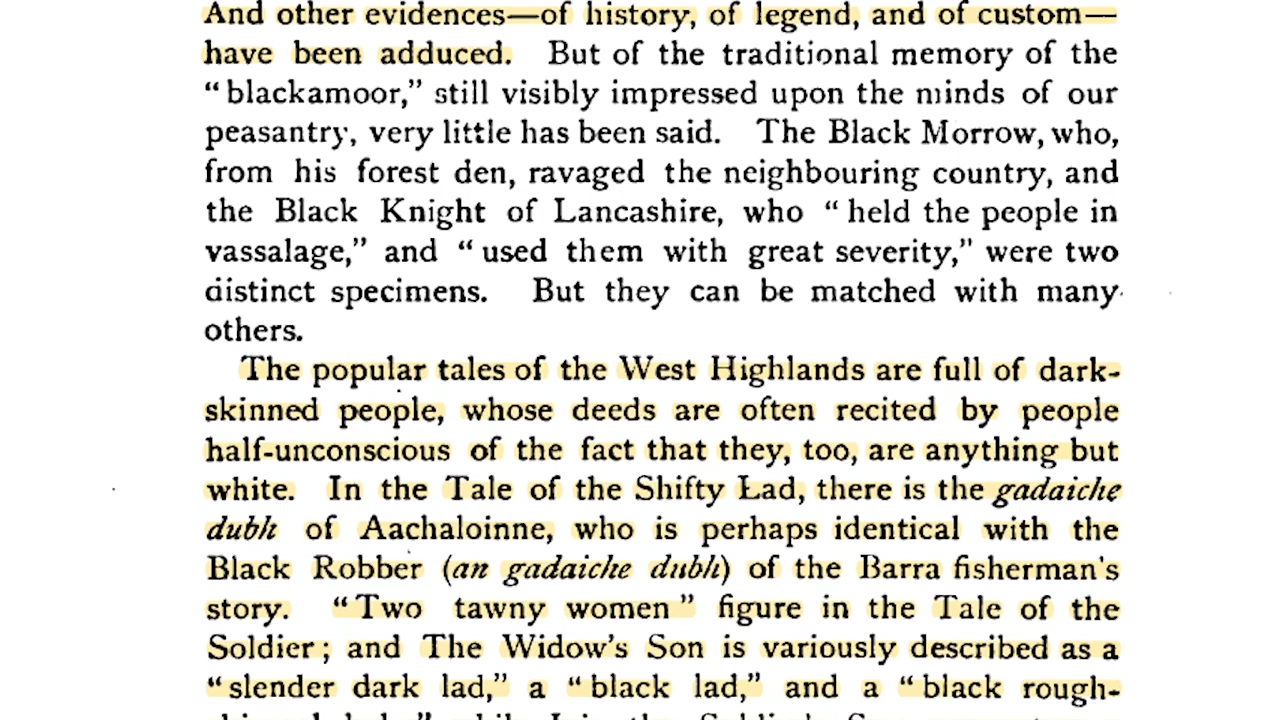 And other evidences—of history, of legend, and of custom—
have been adduced. But of the traditional memory of the
“blackamoor,” still visibly impressed upon the minds of our
peasantry, very little has been said. The Black Morrow, who,
from his forest den, ravaged the neighbouring country, and
the Black Knight of Lancashire, who “held the people in
vassalage,” and “used them with great severity,” were two
distinct specimens. But they can be matched with many
others.
The popular tales of the West Highlands are full of dark-
skinned people, whose deeds are often recited by people
half-unconscious of the fact that they, too, are anything but
white. In the Tale of the Shifty Lad, there is the gadaiche
dubh of Aachaloinne, who is perhaps identical with the
Black Robber (an gadaiche dubh) of the Barra fisherman's
story. “Two tawny women” figure in the Tale of the
Soldier; and The Widow's Son is variously described as a
“slender dark lad,” a “black lad,” and a “black rough-